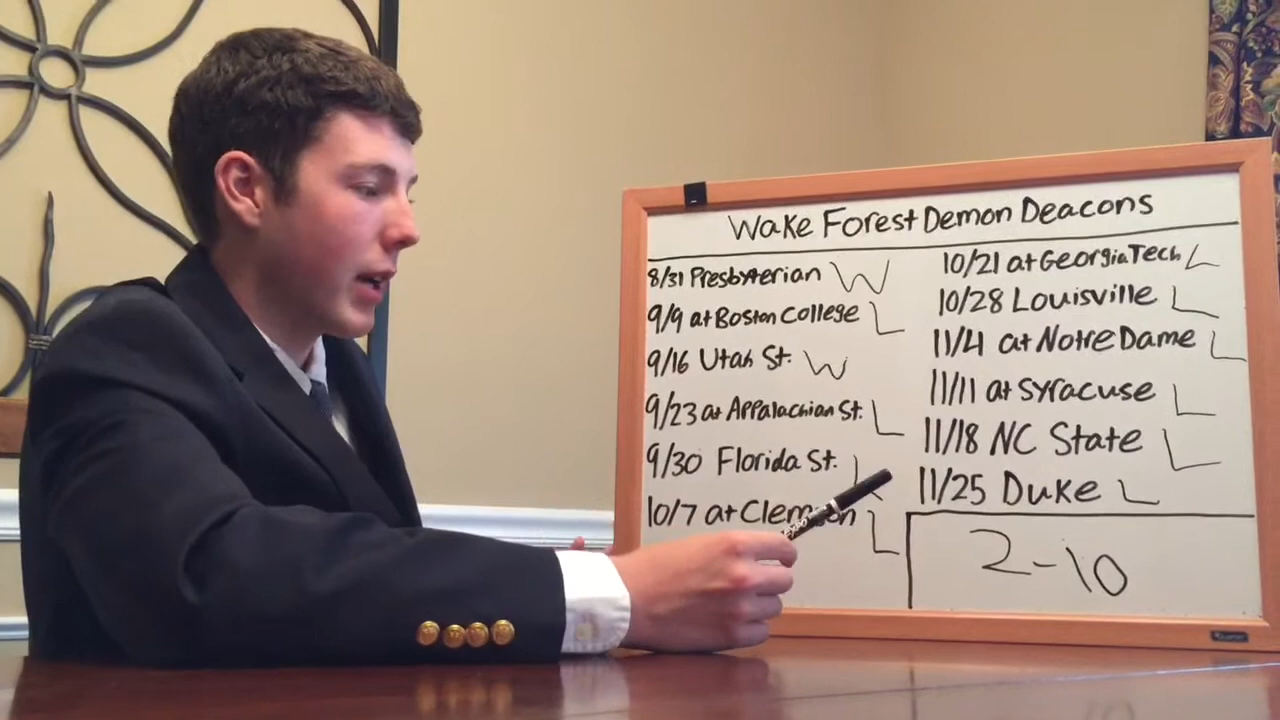 Wake Forest Demon Deacons
8/31 Presbyterian W
9/9 at Boston College L
9/16 Utah St. W
9/23 at Appalachian St. L
9/30 Florida St. L
10/7 at Clemson L
10/21 at Georgia Tech L
10/28 Louisville L
11/4 at Notre Dame L
11/11 at Syracuse L
11/18 NC State L
11/25 Duke L
2-10